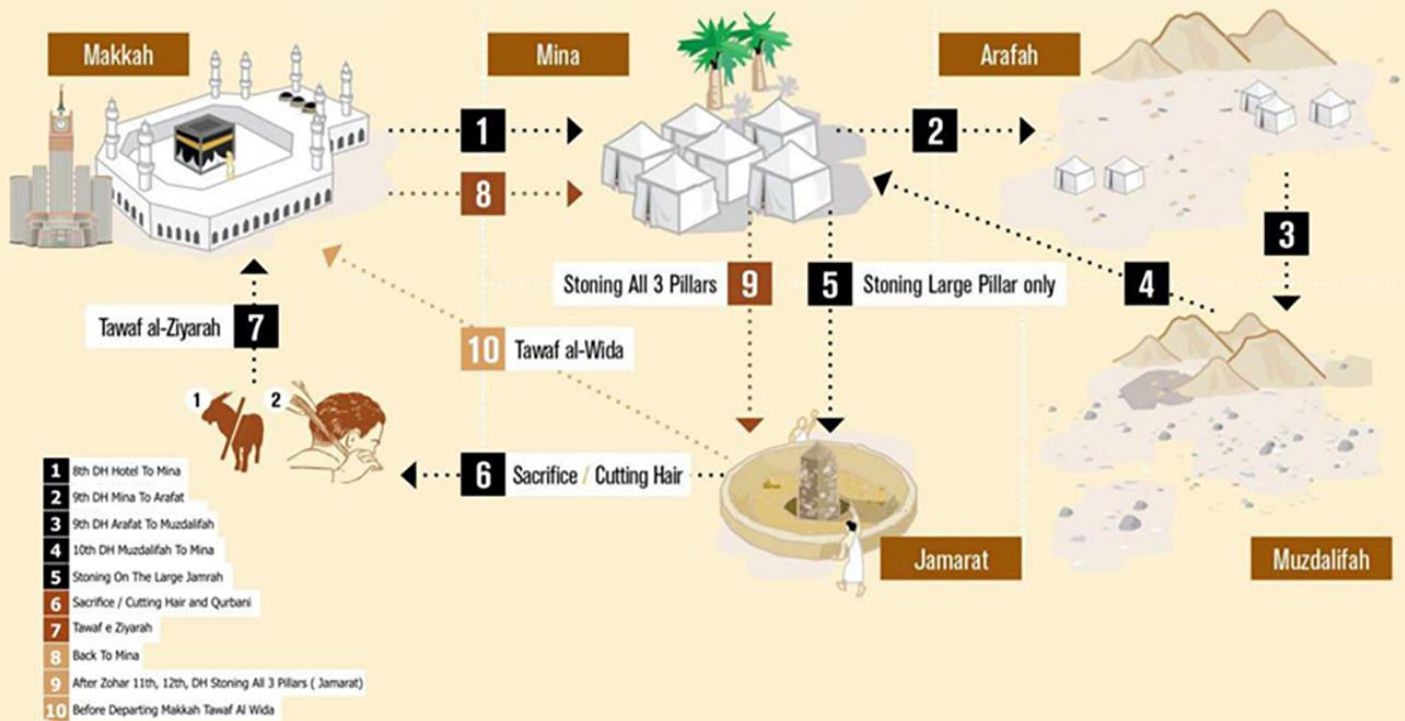 Makkah
Mina
Arafah
1
2
8
3
Stoning All 3 Pillars 9
5 Stoning Large Pillar only
4
Tawaf al-Ziyarah 7
10 Tawaf al-Wida
1
2
6 Sacrifice / Cutting Hair
Jamarat
Muzdalifah
1 8th DH Hotel To Mina
2 9th DH Mina To Arafat
3 9th DH Arafat To Muzdalifah
4 10th DH Muzdalifah To Mina
5 Stoning On The Large Jamrah
6 Sacrifice / Cutting Hair and Qurbani
7 Tawaf e Ziyarah
8 Back To Mina
9 After Zohar 11th, 12th, DH Stoning All 3 Pillars ( Jamarat)
10 Before Departing Makkah Tawaf Al Wida